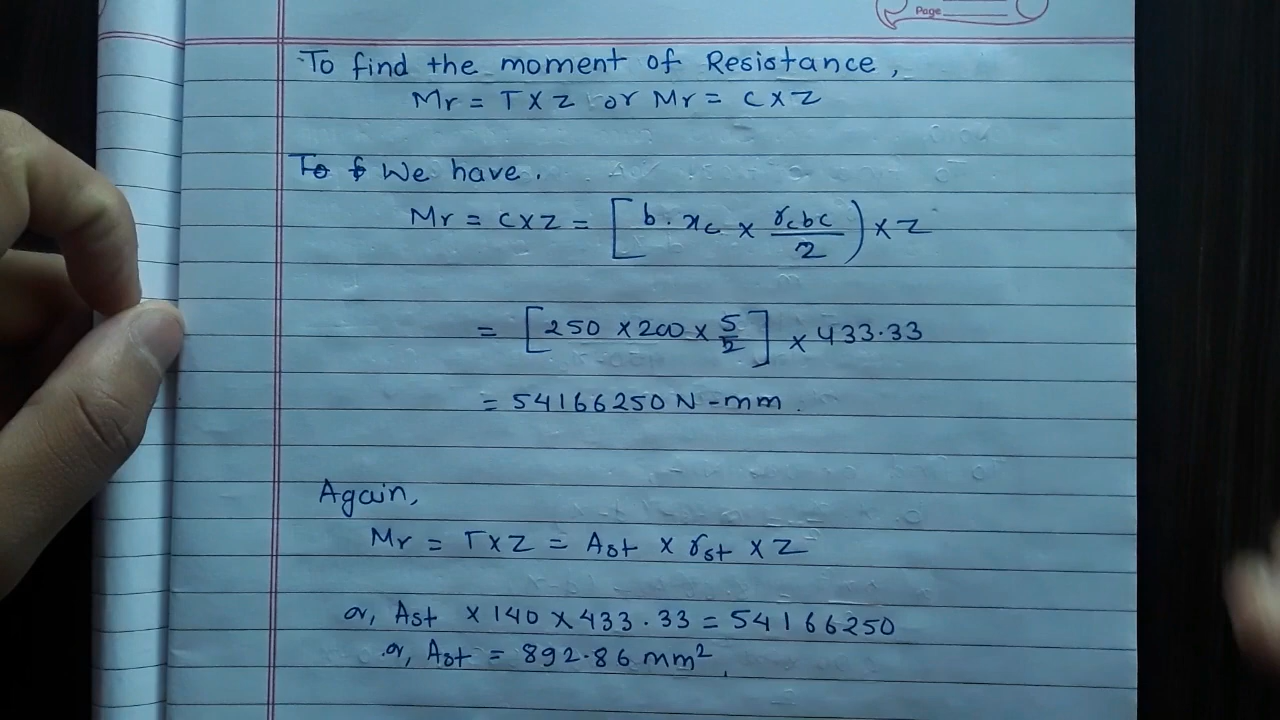 Page
To find the moment of Resistance,
Mr = T X Z or Mr = C X Z
To f We have.
Mr = C X Z = [b. xc x σcbc/2) x Z
= [250 X 200 x 5/2] x 433.33
= 54166250 N-mm.
Again,
Mr = T X Z = Ast x σst x Z
or, Ast x 140 x 433.33 = 54166250
or, Ast = 892.86 mm²